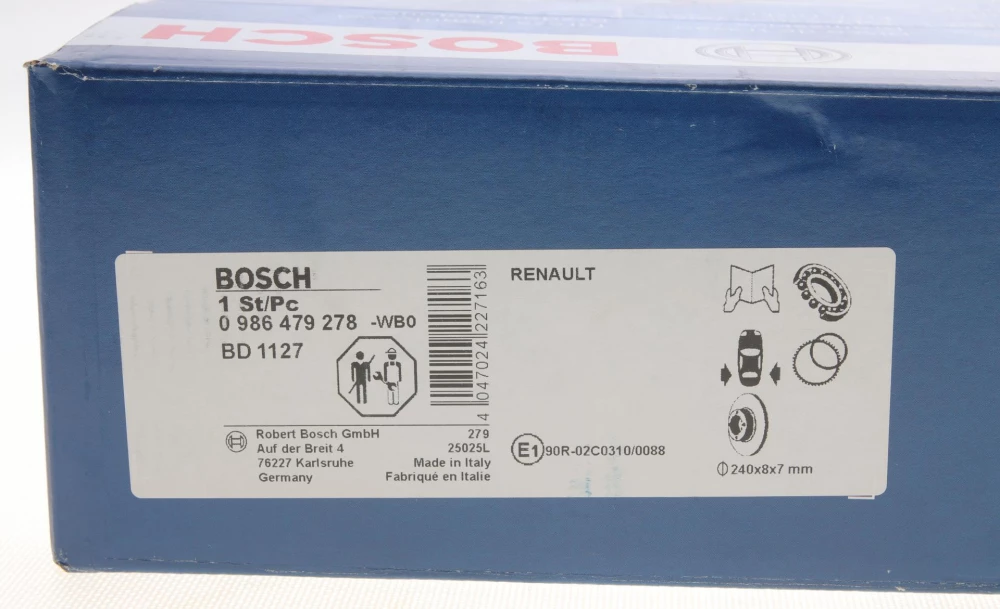 BOSCH
BOSCH
1 St/Pc
0 986 479 278 -WB0
BD 1127
4 047024 227163
Robert Bosch GmbH
Auf der Breit 4
76227 Karlsruhe
Germany
279
25025L
Made in Italy
Fabriqué en Italie
RENAULT
E1 90R-02C0310/0088
240x8x7 mm